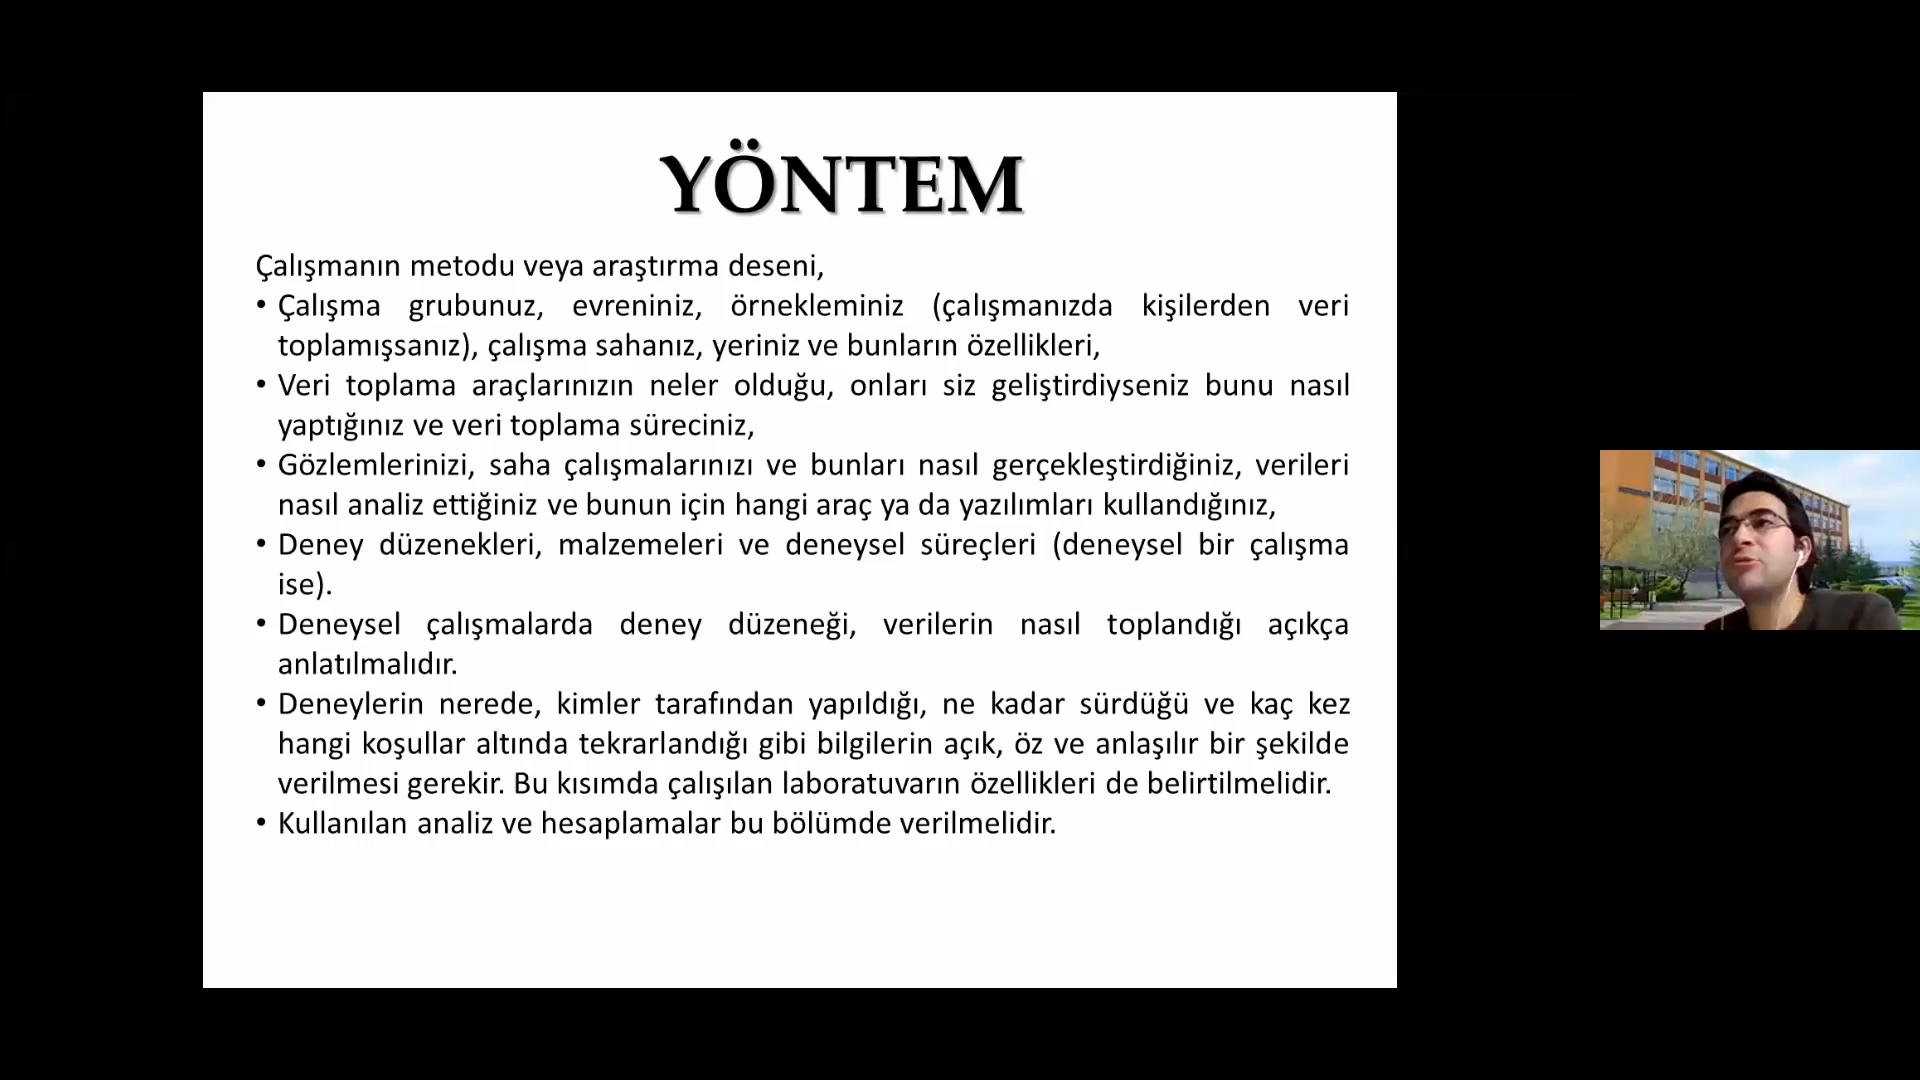 YÖNTEM
Çalışmanın metodu veya araştırma deseni,
• Çalışma grubunuz, evreniniz, örnekleminiz (çalışmanızda kişilerden veri
toplamışsanız), çalışma sahanız, yeriniz ve bunların özellikleri,
• Veri toplama araçlarınızın neler olduğu, onları siz geliştirdiyseniz bunu nasıl
yaptığınız ve veri toplama süreciniz,
• Gözlemlerinizi, saha çalışmalarınızı ve bunları nasıl gerçekleştirdiğiniz, verileri
nasıl analiz ettiğiniz ve bunun için hangi araç ya da yazılımları kullandığınız,
• Deney düzenekleri, malzemeleri ve deneysel süreçleri (deneysel bir çalışma
ise).
• Deneysel çalışmalarda deney düzeneği, verilerin nasıl toplandığı açıkça
anlatılmalıdır.
• Deneylerin nerede, kimler tarafından yapıldığı, ne kadar sürdüğü ve kaç kez
hangi koşullar altında tekrarlandığı gibi bilgilerin açık, öz ve anlaşılır bir şekilde
verilmesi gerekir. Bu kısımda çalışılan laboratuvarın özellikleri de belirtilmelidir.
• Kullanılan analiz ve hesaplamalar bu bölümde verilmelidir.